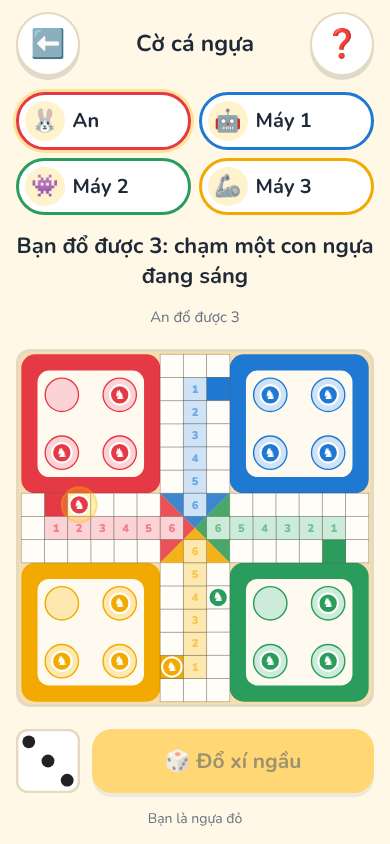 Cờ cá ngựa
An
Máy 1
Máy 2
Máy 3
Bạn đổ được 3: chạm một con ngựa
đang sáng
An đổ được 3
1
2
3
4
5
6
1 2 3 4 5 6
6 5 4 3 2 1
6
5
4
3
2
1
Đổ xí ngầu
Bạn là ngựa đỏ